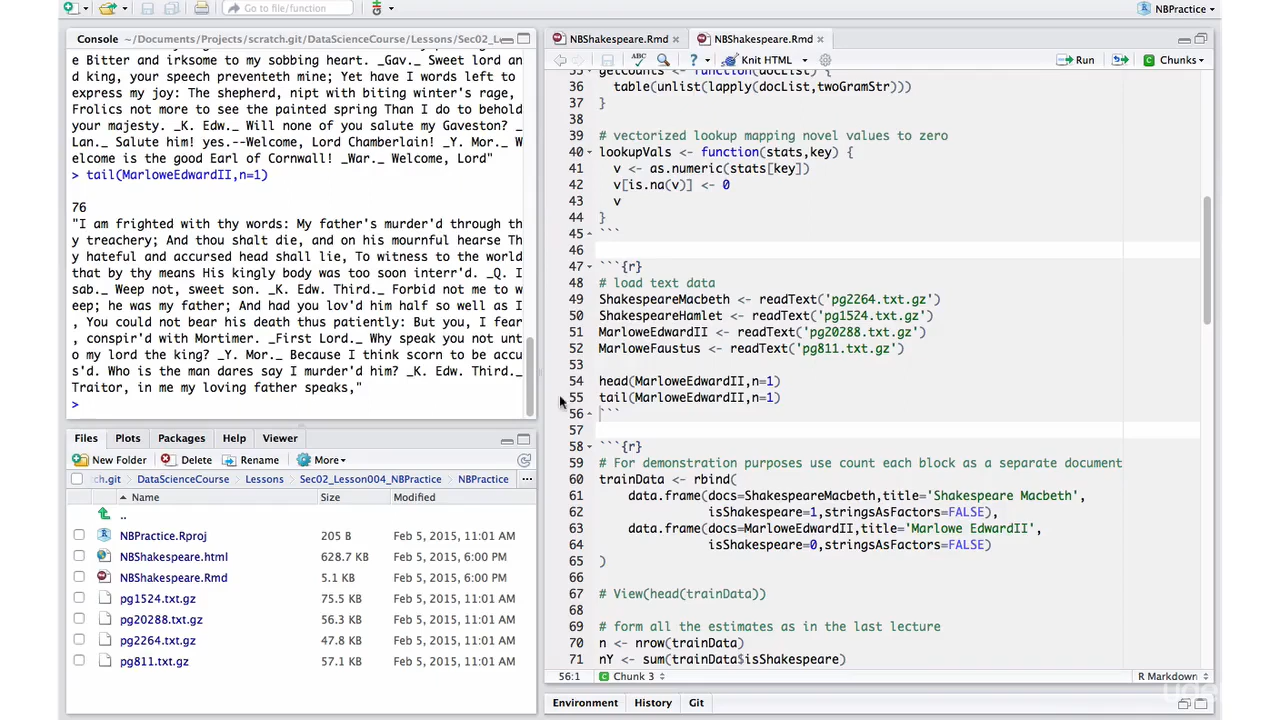 Go to file/function
NBPractice
Console ~/Documents/Projects/scratch.git/DataScienceCourse/Lessons/Sec02_L
e Bitter and irksome to my sobbing heart. _Gav._ Sweet lord a
nd king, your speech preventeth mine; Yet have I words left to
express my joy: The shepherd, nipt with biting winter's rage,
Frolics not more to see the painted spring Than I do to behold
your majesty. _K. Edw._ Will none of you salute my Gaveston? _
Lan._ Salute him! yes.--Welcome, Lord Chamberlain! _Y. Mor._ W
elcome is the good Earl of Cornwall! _War._ Welcome, Lord"
> tail(MarloweEdwardII,n=1)
76
"I am frighted with thy words: My father's murder'd through th
y treachery; And thou shalt die, and on his mournful hearse Th
y hateful and accursed head shall lie, To witness to the world
that by thy means His kingly body was too soon interr'd. _Q. I
sab._ Weep not, sweet son. _K. Edw. Third._ Forbid not me to w
eep; he was my father; And had you lov'd him half so well as I
, You could not bear his death thus patiently: But you, I fear
, conspir'd with Mortimer. _First Lord._ Why speak you not unt
o my lord the king? _Y. Mor._ Because I think scorn to be accu
s'd. Who is the man dares say I murder'd him? _K. Edw. Third._
Traitor, in me my loving father speaks,"
>
Files Plots Packages Help Viewer
New Folder Delete Rename More
ch.git DataScienceCourse Lessons Sec02_Lesson004_NBPractice NBPractice ...
Name Size Modified
..
NBPractice.Rproj 205 B Feb 5, 2015, 11:01 AM
NBShakespeare.html 628.7 KB Feb 5, 2015, 6:00 PM
NBShakespeare.Rmd 5.1 KB Feb 5, 2015, 6:00 PM
pg1524.txt.gz 75.5 KB Feb 5, 2015, 11:01 AM
pg20288.txt.gz 56.3 KB Feb 5, 2015, 11:01 AM
pg2264.txt.gz 47.8 KB Feb 5, 2015, 11:01 AM
pg811.txt.gz 57.1 KB Feb 5, 2015, 11:01 AM
NBShakespeare.Rmd NBShakespeare.Rmd
ABC ? Knit HTML Run Chunks
35 getCounts <- function(docList) {
36 table(unlist(lapply(docList,twoGramStr)))
37 }
38
39 # vectorized lookup mapping novel values to zero
40 lookupVals <- function(stats,key) {
41 v <- as.numeric(stats[key])
42 v[is.na(v)] <- 0
43 v
44 }
45 ```
46
47 ```{r}
48 # load text data
49 ShakespeareMacbeth <- readText('pg2264.txt.gz')
50 ShakespeareHamlet <- readText('pg1524.txt.gz')
51 MarloweEdwardII <- readText('pg20288.txt.gz')
52 MarloweFaustus <- readText('pg811.txt.gz')
53
54 head(MarloweEdwardII,n=1)
55 tail(MarloweEdwardII,n=1)
56 ```
57
58 ```{r}
59 # For demonstration purposes use count each block as a separate document
60 trainData <- rbind(
61 data.frame(docs=ShakespeareMacbeth,title='Shakespeare Macbeth',
62 isShakespeare=1,stringsAsFactors=FALSE),
63 data.frame(docs=MarloweEdwardII,title='Marlowe EdwardII',
64 isShakespeare=0,stringsAsFactors=FALSE)
65 )
66
67 # View(head(trainData))
68
69 # form all the estimates as in the last lecture
70 n <- nrow(trainData)
71 nY <- sum(trainData$isShakespeare)
56:1 Chunk 3 R Markdown
Environment History Git